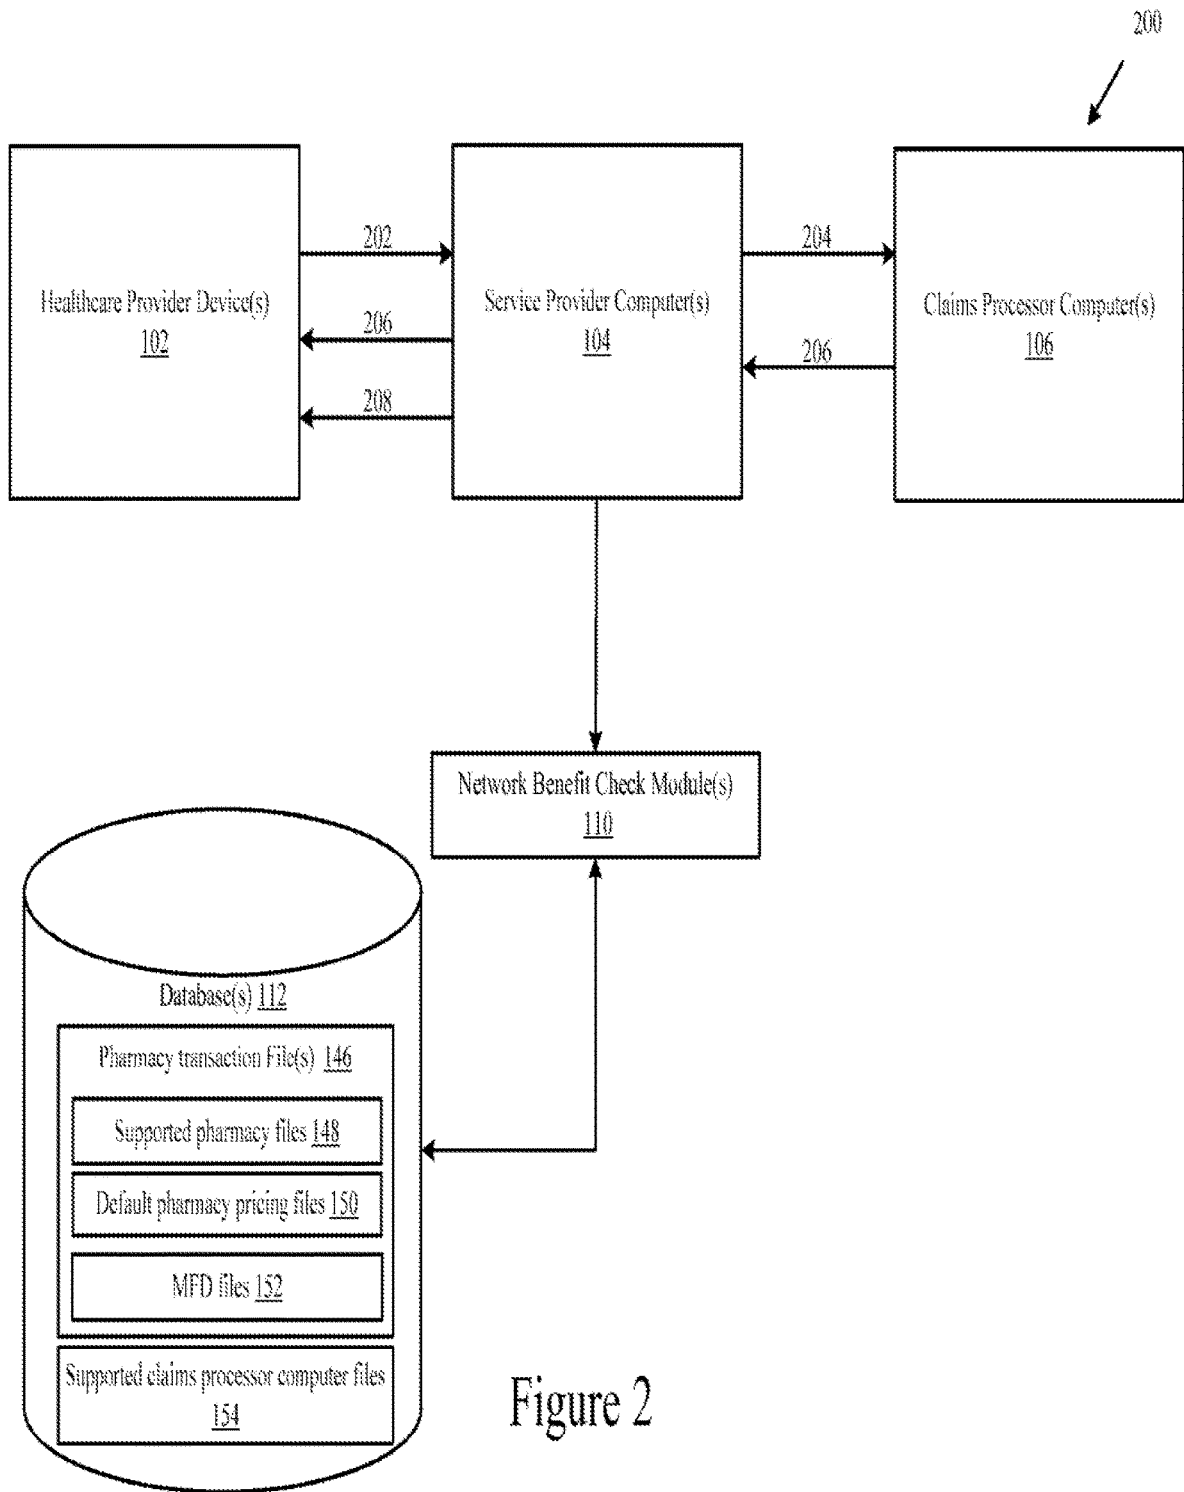 200
202
204
Healthcare Provider Device(s)
102
Service Provider Computer(s)
104
Claims Processor Computer(s)
106
206
206
208
Network Benefit Check Module(s)
110
Database(s) 112
Pharmacy transaction File(s) 146
Supported pharmacy files 148
Default pharmacy pricing files 150
MFD files 152
Supported claims processor computer files
154
Figure 2